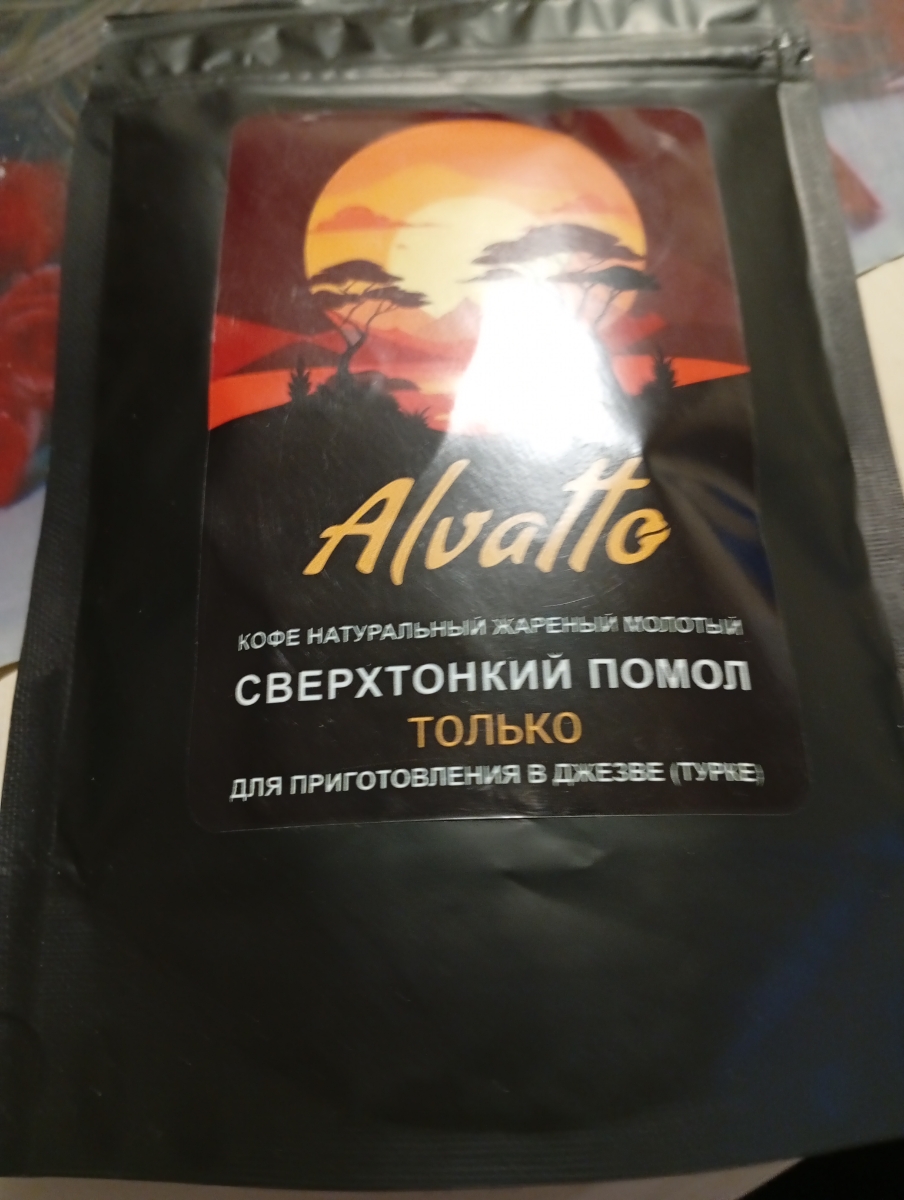 Alvatto
КОФЕ НАТУРАЛЬНЫЙ ЖАРЕНЫЙ МОЛОТЫЙ
СВЕРХТОНКИЙ ПОМОЛ
ТОЛЬКО
ДЛЯ ПРИГОТОВЛЕНИЯ В ДЖЕЗВЕ (ТУРКЕ)